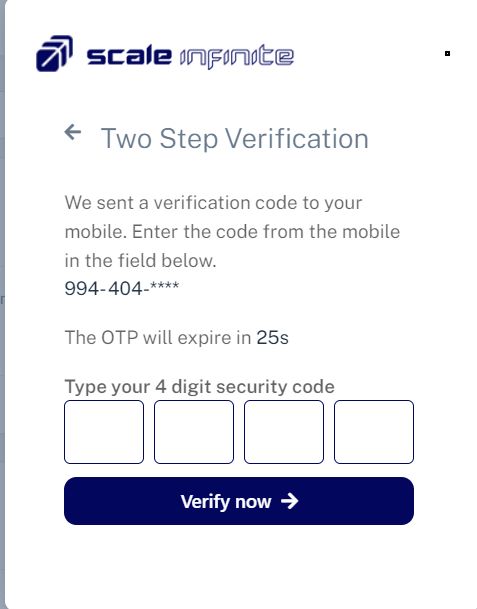 scale infinite
Two Step Verification
We sent a verification code to your
mobile. Enter the code from the mobile
in the field below.
994-404-****
The OTP will expire in 25s
Type your 4 digit security code
Verify now